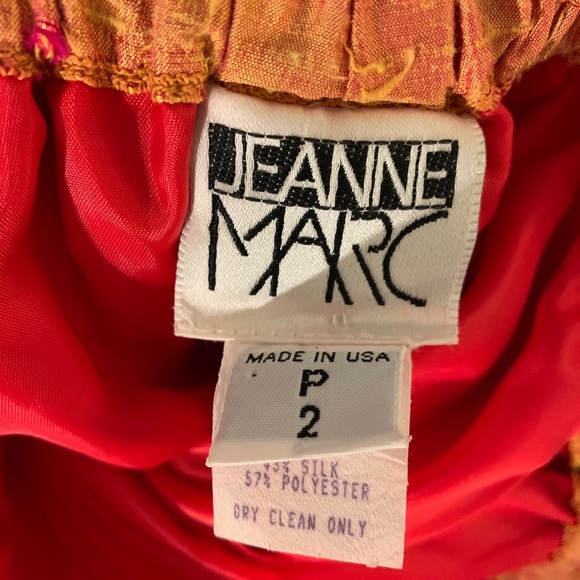 JEANNE
MARC
MADE IN USA
P
2
SILK
57% POLYESTER
DRY CLEAN ONLY